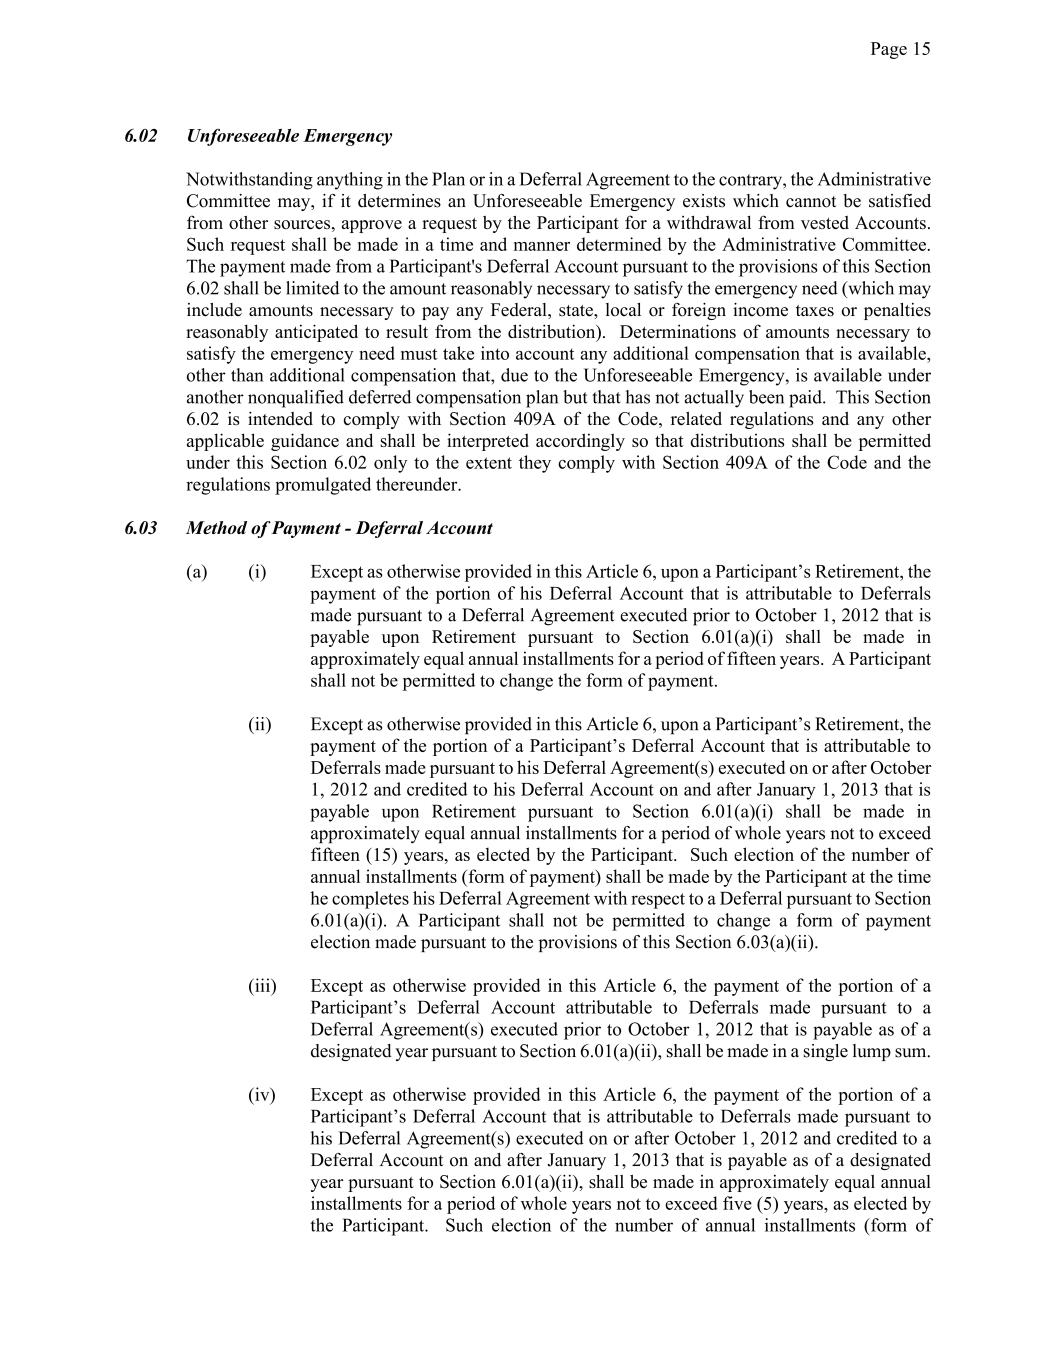 Page 15
6.02 Unforeseeable Emergency
Notwithstanding anything in the Plan or in a Deferral Agreement to the contrary, the Administrative
Committee may, if it determines an Unforeseeable Emergency exists which cannot be satisfied
from other sources, approve a request by the Participant for a withdrawal from vested Accounts.
Such request shall be made in a time and manner determined by the Administrative Committee.
The payment made from a Participant's Deferral Account pursuant to the provisions of this Section
6.02 shall be limited to the amount reasonably necessary to satisfy the emergency need (which may
include amounts necessary to pay any Federal, state, local or foreign income taxes or penalties
reasonably anticipated to result from the distribution). Determinations of amounts necessary to
satisfy the emergency need must take into account any additional compensation that is available,
other than additional compensation that, due to the Unforeseeable Emergency, is available under
another nonqualified deferred compensation plan but that has not actually been paid. This Section
6.02 is intended to comply with Section 409A of the Code, related regulations and any other
applicable guidance and shall be interpreted accordingly so that distributions shall be permitted
under this Section 6.02 only to the extent they comply with Section 409A of the Code and the
regulations promulgated thereunder.
6.03 Method of Payment - Deferral Account
(a) (i) Except as otherwise provided in this Article 6, upon a Participant’s Retirement, the
payment of the portion of his Deferral Account that is attributable to Deferrals
made pursuant to a Deferral Agreement executed prior to October 1, 2012 that is
payable upon Retirement pursuant to Section 6.01(a)(i) shall be made in
approximately equal annual installments for a period of fifteen years. A Participant
shall not be permitted to change the form of payment.
(ii) Except as otherwise provided in this Article 6, upon a Participant’s Retirement, the
payment of the portion of a Participant’s Deferral Account that is attributable to
Deferrals made pursuant to his Deferral Agreement(s) executed on or after October
1, 2012 and credited to his Deferral Account on and after January 1, 2013 that is
payable upon Retirement pursuant to Section 6.01(a)(i) shall be made in
approximately equal annual installments for a period of whole years not to exceed
fifteen (15) years, as elected by the Participant. Such election of the number of
annual installments (form of payment) shall be made by the Participant at the time
he completes his Deferral Agreement with respect to a Deferral pursuant to Section
6.01(a)(i). A Participant shall not be permitted to change a form of payment
election made pursuant to the provisions of this Section 6.03(a)(ii).
(iii) Except as otherwise provided in this Article 6, the payment of the portion of a
Participant’s Deferral Account attributable to Deferrals made pursuant to a
Deferral Agreement(s) executed prior to October 1, 2012 that is payable as of a
designated year pursuant to Section 6.01(a)(ii), shall be made in a single lump sum.
(iv) Except as otherwise provided in this Article 6, the payment of the portion of a
Participant’s Deferral Account that is attributable to Deferrals made pursuant to
his Deferral Agreement(s) executed on or after October 1, 2012 and credited to a
Deferral Account on and after January 1, 2013 that is payable as of a designated
year pursuant to Section 6.01(a)(ii), shall be made in approximately equal annual
installments for a period of whole years not to exceed five (5) years, as elected by
the Participant. Such election of the number of annual installments (form of